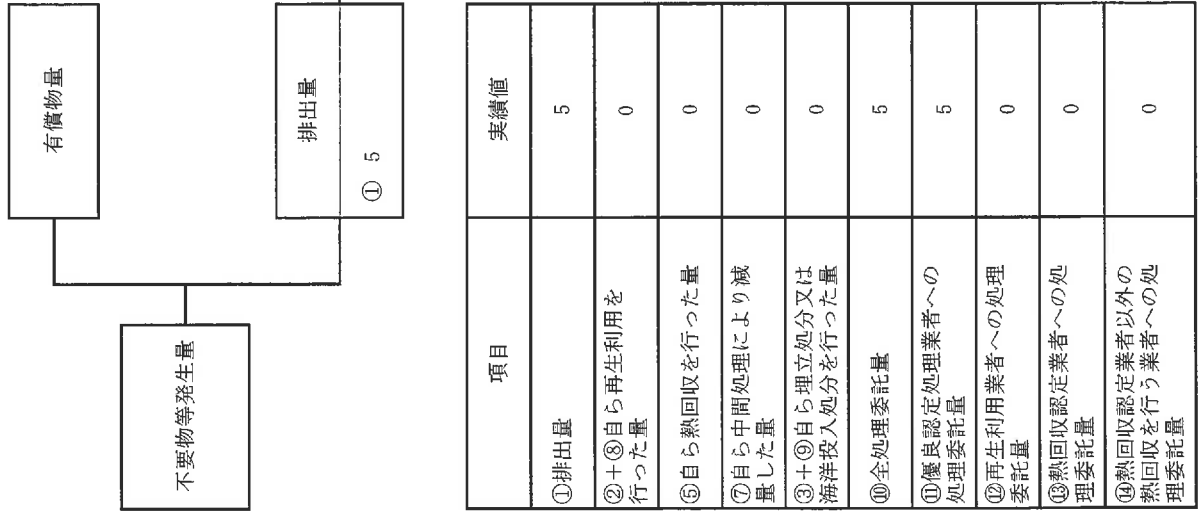 不要物等発生量
有償物量
排出量
① 5
項目
実績値
①排出量
5
②+⑧自ら再生利用を
行った量
0
⑤自ら熱回収を行った量
0
⑦自ら中間処理により減
量した量
0
③+⑨自ら埋立処分又は
海洋投入処分を行った量
0
⑩全処理委託量
5
⑪優良認定処理業者への
処理委託量
5
⑫再生利用業者への処理
委託量
0
⑬熱回収認定業者への処
理委託量
0
⑭熱回収認定業者以外の
熱回収を行う業者への処
理委託量
0